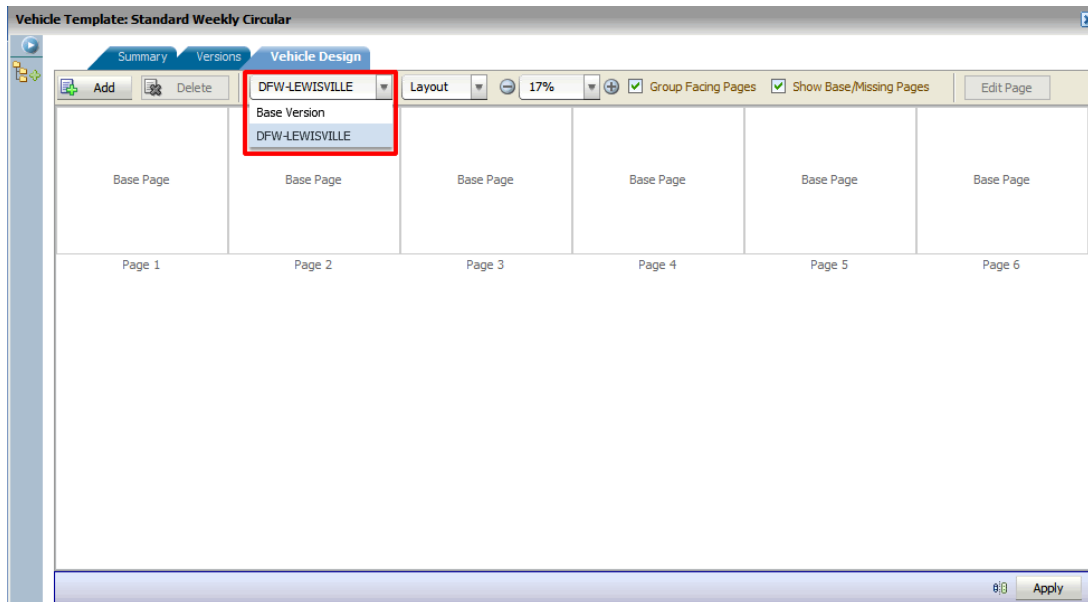 Vehicle Template: Standard Weekly Circular
Summary Versions Vehicle Design
Add Delete DFW-LEWISVILLE Layout 17% Group Facing Pages Show Base/Missing Pages Edit Page
Base Version
DFW-LEWISVILLE
Base Page Base Page Base Page Base Page Base Page Base Page
Page 1 Page 2 Page 3 Page 4 Page 5 Page 6
Apply